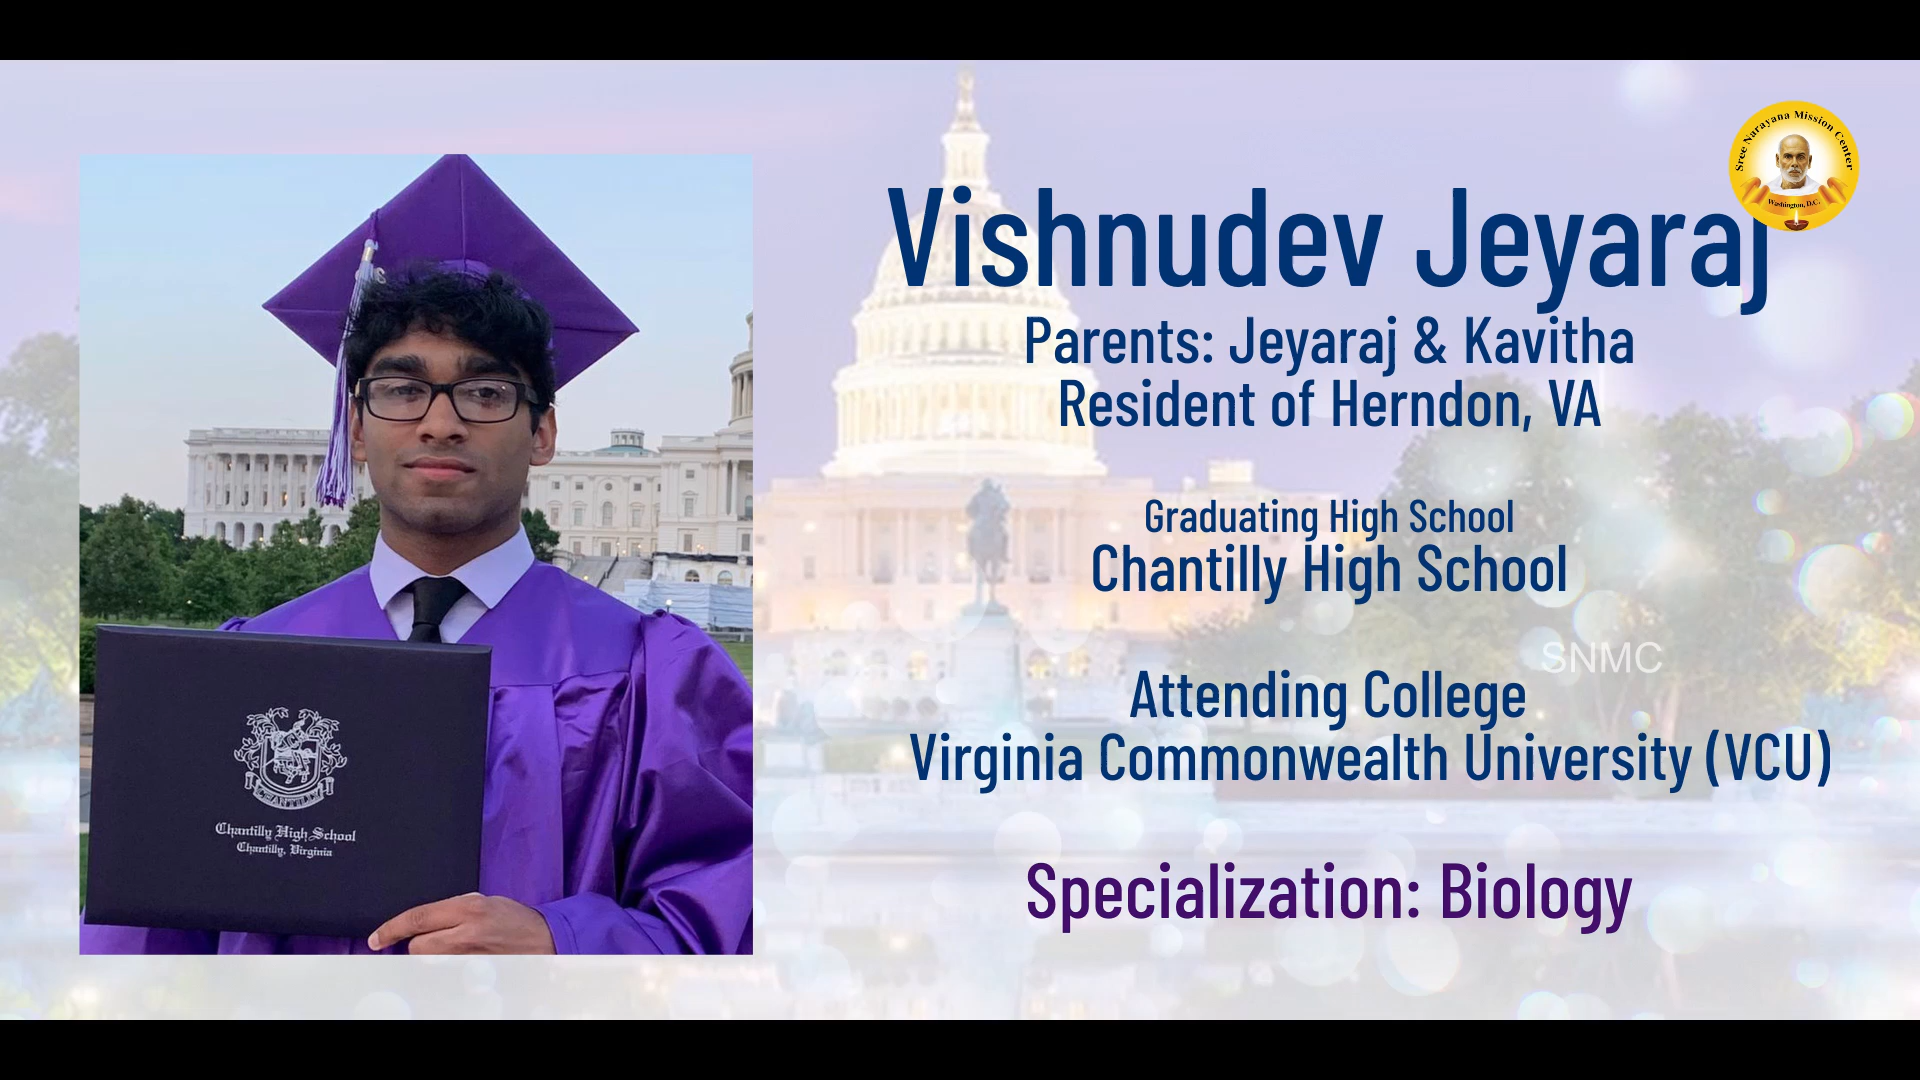 Sree Narayana Mission Center
Washington, D.C.
Vishnudev Jeyaraj
Parents: Jeyaraj & Kavitha
Resident of Herndon, VA
Graduating High School
Chantilly High School
SNMC
Attending College
Virginia Commonwealth University (VCU)
Specialization: Biology
CHANTILLY
Chantilly High School
Chantilly, Virginia